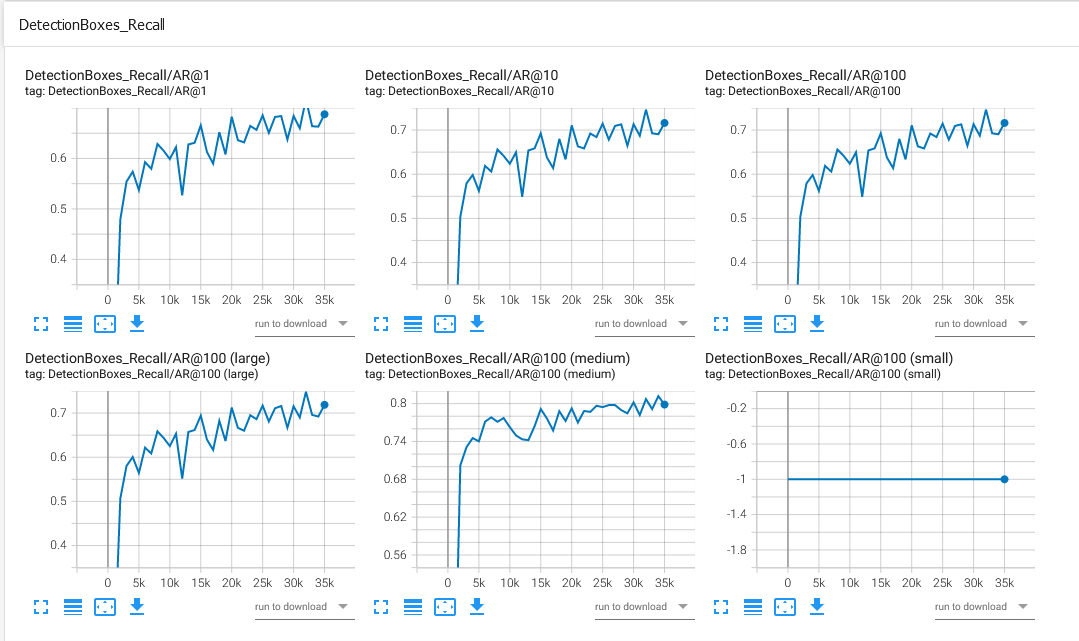 DetectionBoxes_Recall
DetectionBoxes_Recall/AR@1
tag: DetectionBoxes_Recall/AR@1
0.6
0.5
0.4
0 5k 10k 15k 20k 25k 30k 35k
run to download
DetectionBoxes_Recall/AR@10
tag: DetectionBoxes_Recall/AR@10
0.7
0.6
0.5
0.4
0 5k 10k 15k 20k 25k 30k 35k
run to download
DetectionBoxes_Recall/AR@100
tag: DetectionBoxes_Recall/AR@100
0.7
0.6
0.5
0.4
0 5k 10k 15k 20k 25k 30k 35k
run to download
DetectionBoxes_Recall/AR@100 (large)
tag: DetectionBoxes_Recall/AR@100 (large)
0.7
0.6
0.5
0.4
0 5k 10k 15k 20k 25k 30k 35k
run to download
DetectionBoxes_Recall/AR@100 (medium)
tag: DetectionBoxes_Recall/AR@100 (medium)
0.8
0.74
0.68
0.62
0.56
0 5k 10k 15k 20k 25k 30k 35k
run to download
DetectionBoxes_Recall/AR@100 (small)
tag: DetectionBoxes_Recall/AR@100 (small)
-0.2
-0.6
-1
-1.4
-1.8
0 5k 10k 15k 20k 25k 30k 35k
run to download